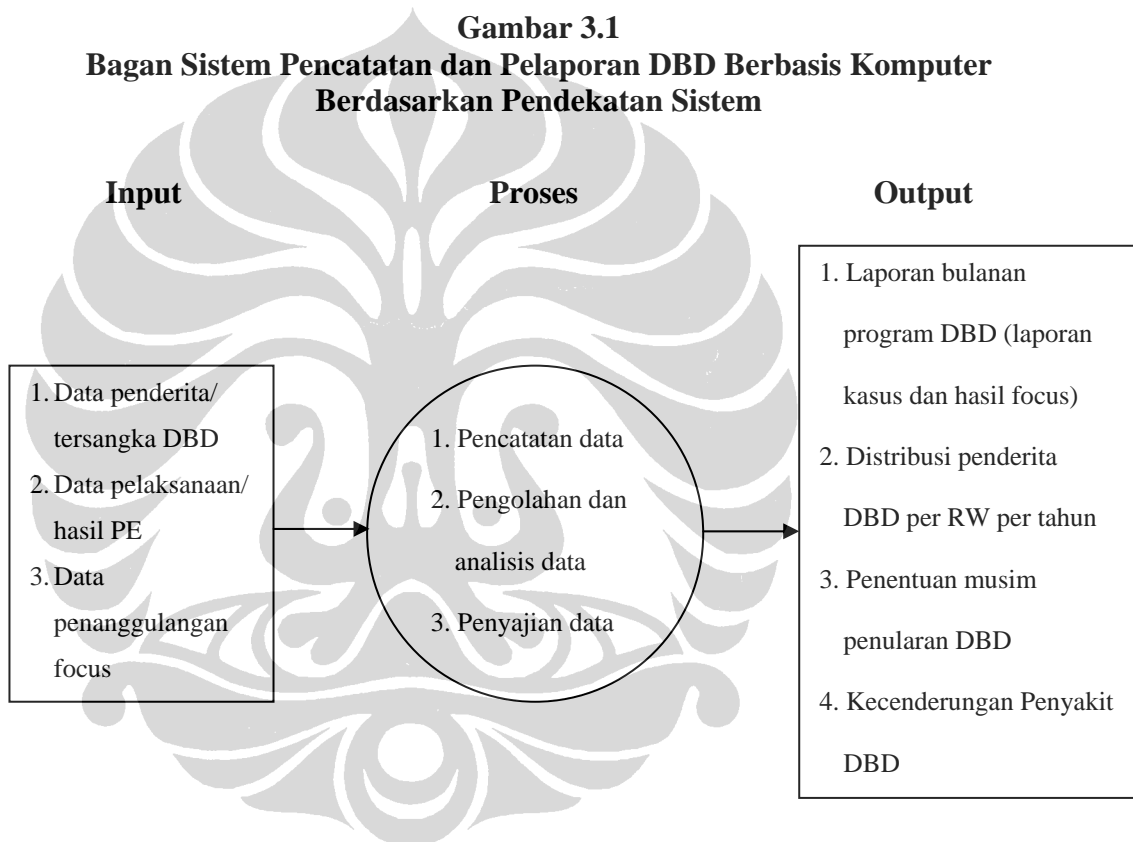 Gambar 3.1
Bagan Sistem Pencatatan dan Pelaporan DBD Berbasis Komputer
Berdasarkan Pendekatan Sistem
Input
Proses
Output
1. Data penderita/
tersangka DBD
2. Data pelaksanaan/
hasil PE
3. Data
penanggulangan
focus
1. Pencatatan data
2. Pengolahan dan
analisis data
3. Penyajian data
1. Laporan bulanan
program DBD (laporan
kasus dan hasil focus)
2. Distribusi penderita
DBD per RW per tahun
3. Penentuan musim
penularan DBD
4. Kecenderungan Penyakit
DBD